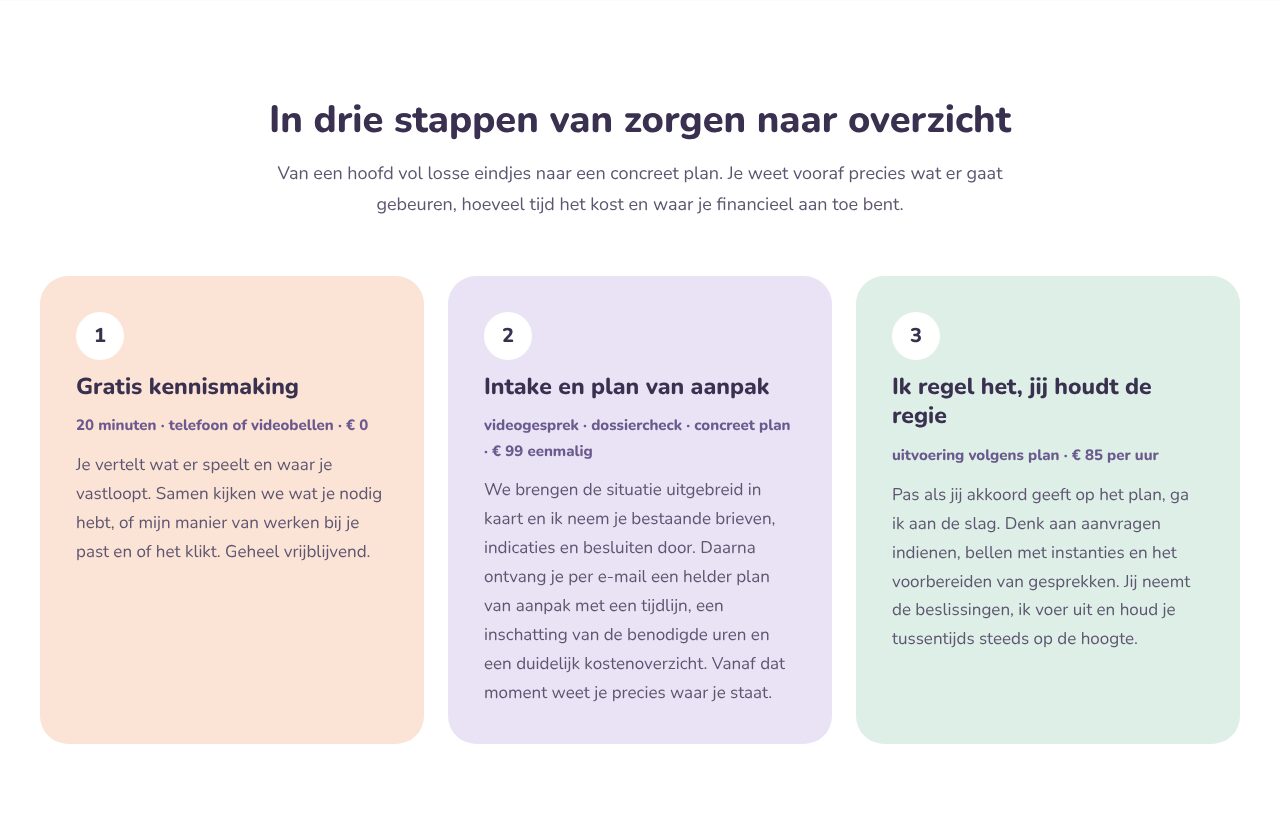 In drie stappen van zorgen naar overzicht
Van een hoofd vol losse eindjes naar een concreet plan. Je weet vooraf precies wat er gaat
gebeuren, hoeveel tijd het kost en waar je financieel aan toe bent.
1
Gratis kennismaking
20 minuten · telefoon of videobellen · € 0
Je vertelt wat er speelt en waar je
vastloopt. Samen kijken we wat je nodig
hebt, of mijn manier van werken bij je
past en of het klikt. Geheel vrijblijvend.
2
Intake en plan van aanpak
videogesprek · dossiercheck · concreet plan
· € 99 eenmalig
We brengen de situatie uitgebreid in
kaart en ik neem je bestaande brieven,
indicaties en besluiten door. Daarna
ontvang je per e-mail een helder plan
van aanpak met een tijdlijn, een
inschatting van de benodigde uren en
een duidelijk kostenoverzicht. Vanaf dat
moment weet je precies waar je staat.
3
Ik regel het, jij houdt de
regie
uitvoering volgens plan · € 85 per uur
Pas als jij akkoord geeft op het plan, ga
ik aan de slag. Denk aan aanvragen
indienen, bellen met instanties en het
voorbereiden van gesprekken. Jij neemt
de beslissingen, ik voer uit en houd je
tussentijds steeds op de hoogte.